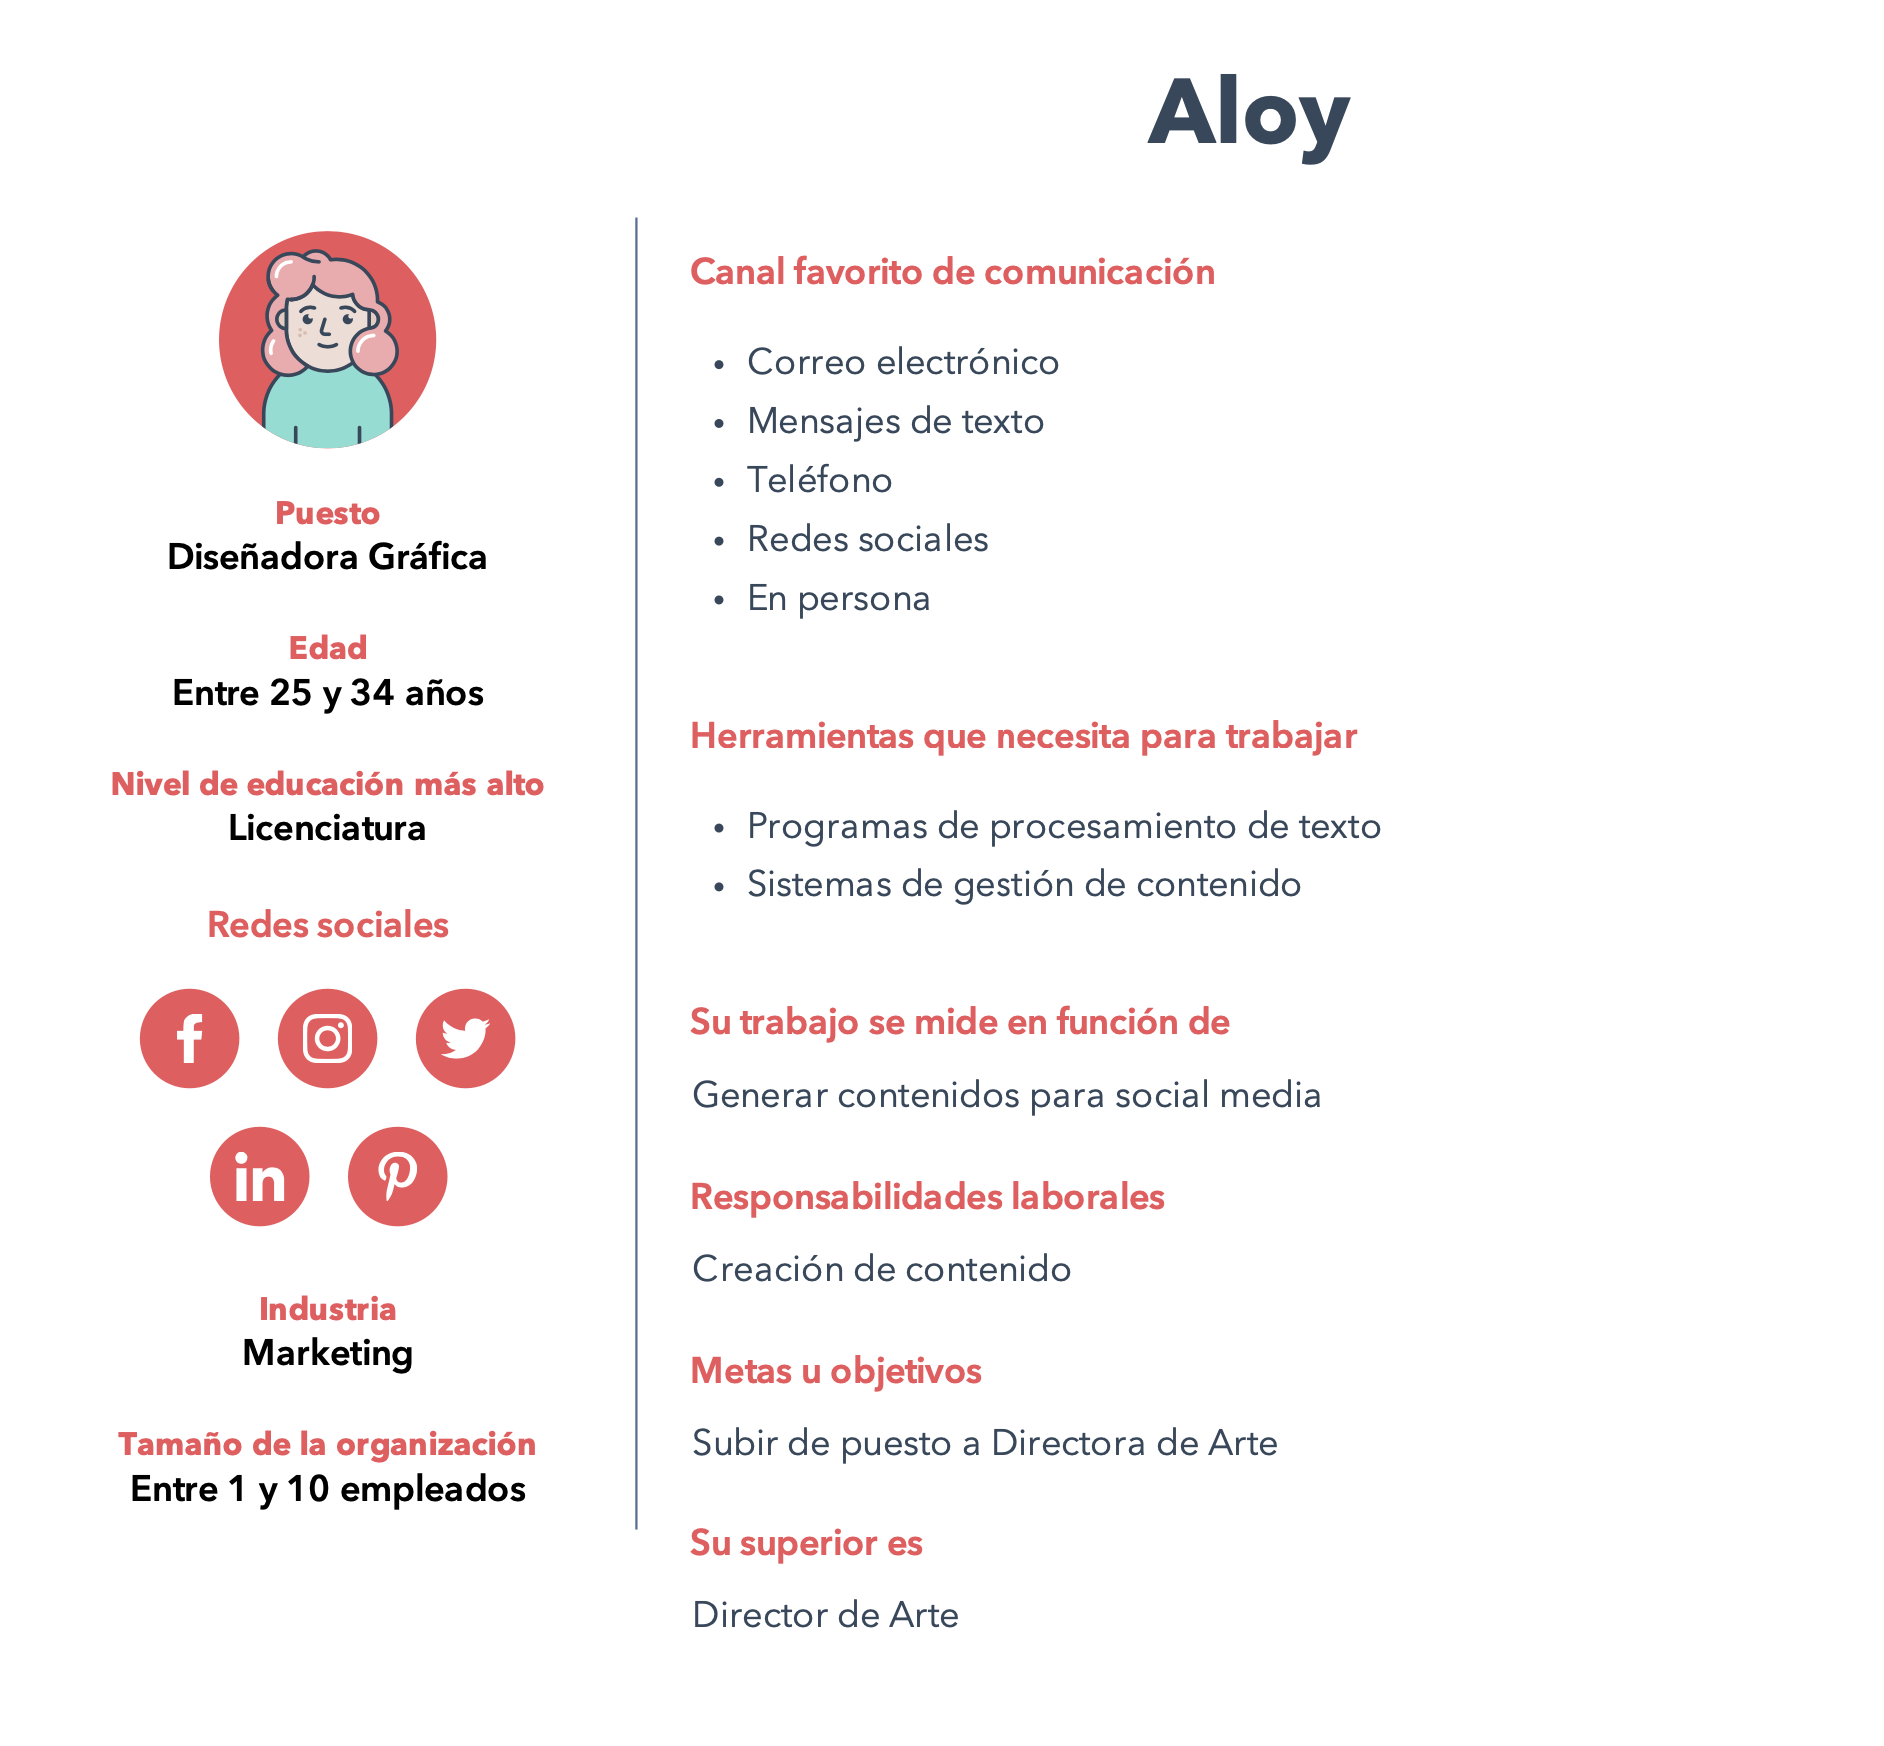 Aloy
Puesto
Diseñadora Gráfica
Edad
Entre 25 y 34 años
Nivel de educación más alto
Licenciatura
Redes sociales
Industria
Marketing
Tamaño de la organización
Entre 1 y 10 empleados
Canal favorito de comunicación
• Correo electrónico
• Mensajes de texto
• Teléfono
• Redes sociales
• En persona
Herramientas que necesita para trabajar
• Programas de procesamiento de texto
• Sistemas de gestión de contenido
Su trabajo se mide en función de
Generar contenidos para social media
Responsabilidades laborales
Creación de contenido
Metas u objetivos
Subir de puesto a Directora de Arte
Su superior es
Director de Arte